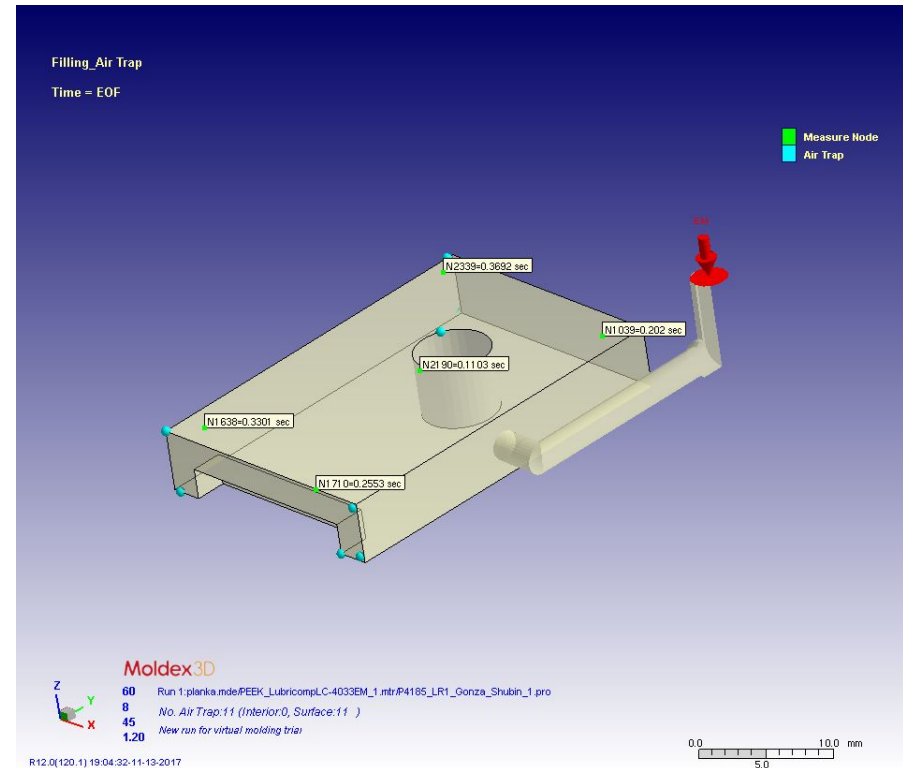 Filling_Air Trap
Time = EOF
Measure Node
Air Trap
N2339=0.3692 sec
N1039=0.202 sec
N2190=0.1103 sec
N1638=0.3301 sec
N1710=0.2553 sec
Moldex3D
Z
Y
X
60 Run 1:planka.mde/PEEK_LubricompLC-4033EM_1.mtr/P4185_LR1_Gonza_Shubin_1.pro
8 No. Air Trap:11 (Interior:0, Surface:11 )
45 New run for virtual molding trial
1.20
0.0 10.0 mm
5.0
R12.0(120.1) 19:04:32-11-13-2017